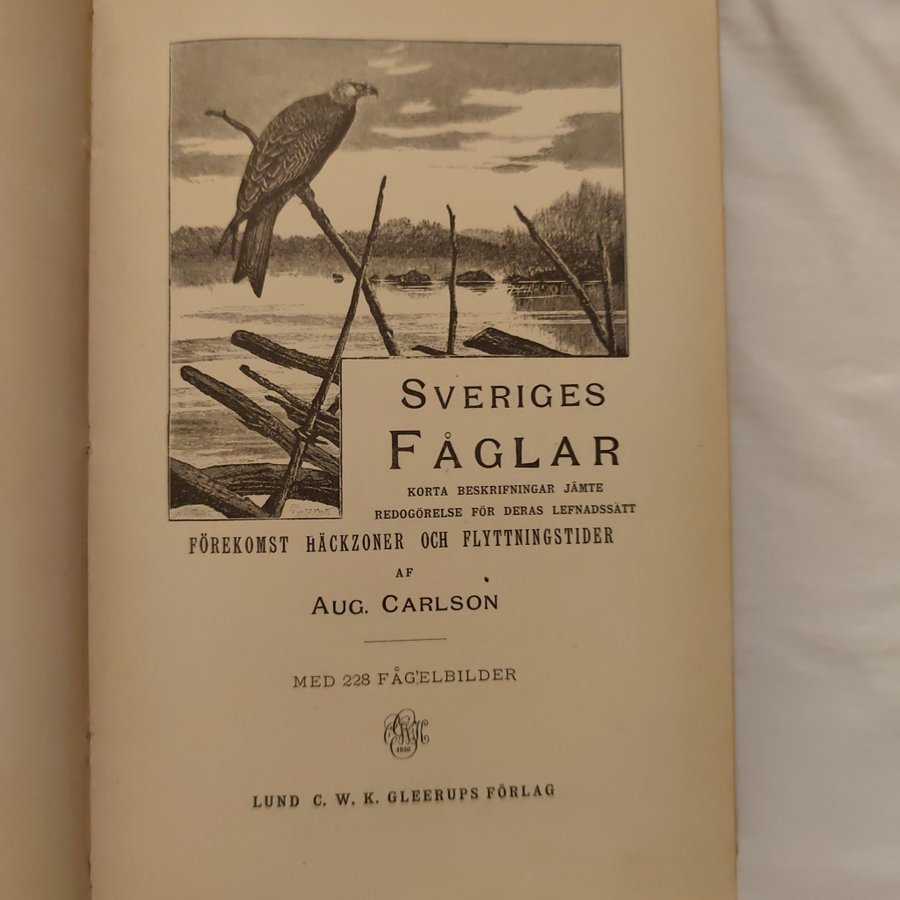 SVERIGES
FÅGLAR
KORTA BESKRIFNINGAR JÄMTE
REDOGÖRELSE FÖR DERAS LEFNADSSÄTT
FÖREKOMST HÄCKZONER OCH FLYTTNINGSTIDER
AF
AUG. CARLSON
MED 228 FÅGELBILDER
1826
LUND C. W. K. GLEERUPS FÖRLAG